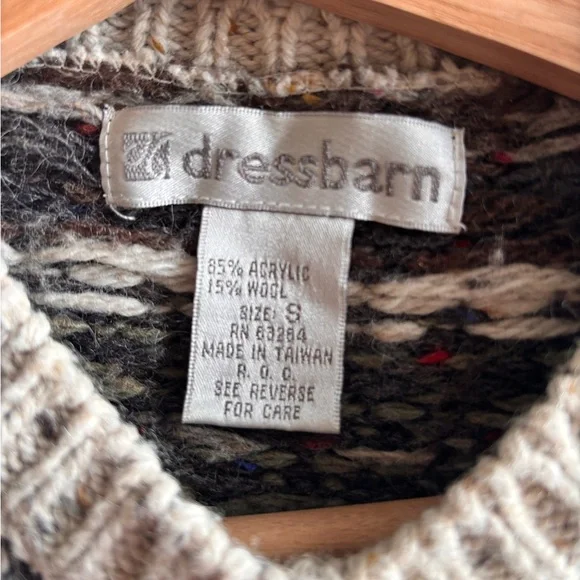 dressbarn
85% ACRYLIC
15% WOOL
SIZE: S
RN 63264
MADE IN TAIWAN
R. O. C.
SEE REVERSE
FOR CARE